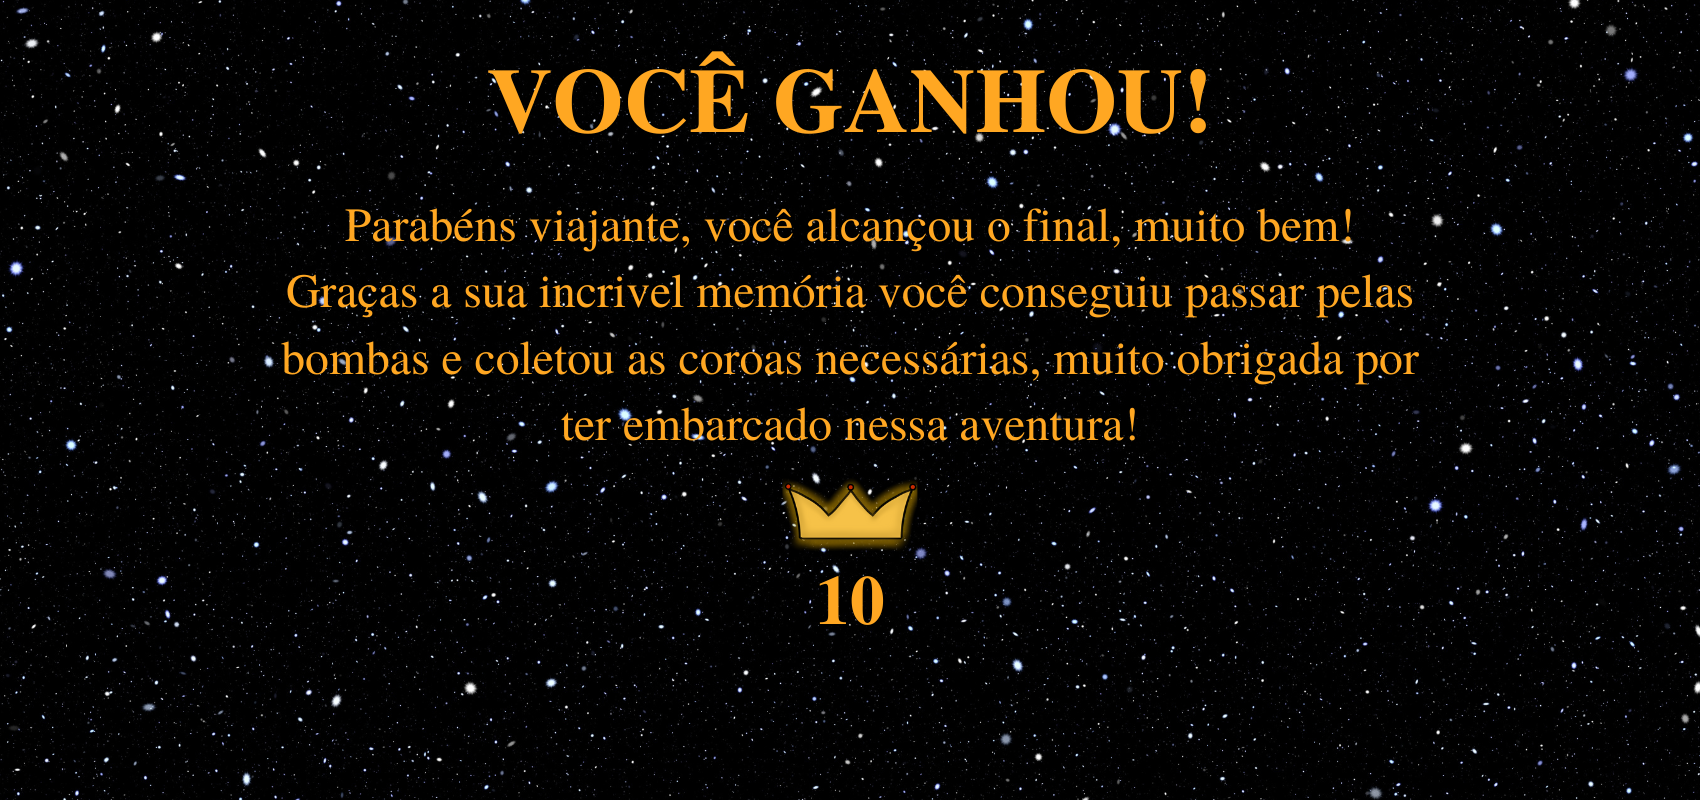 VOCÊ GANHOU!
Parabéns viajante, você alcançou o final, muito bem!
Graças a sua incrivel memória você conseguiu passar pelas
bombas e coletou as coroas necessárias, muito obrigada por
ter embarcado nessa aventura!
10